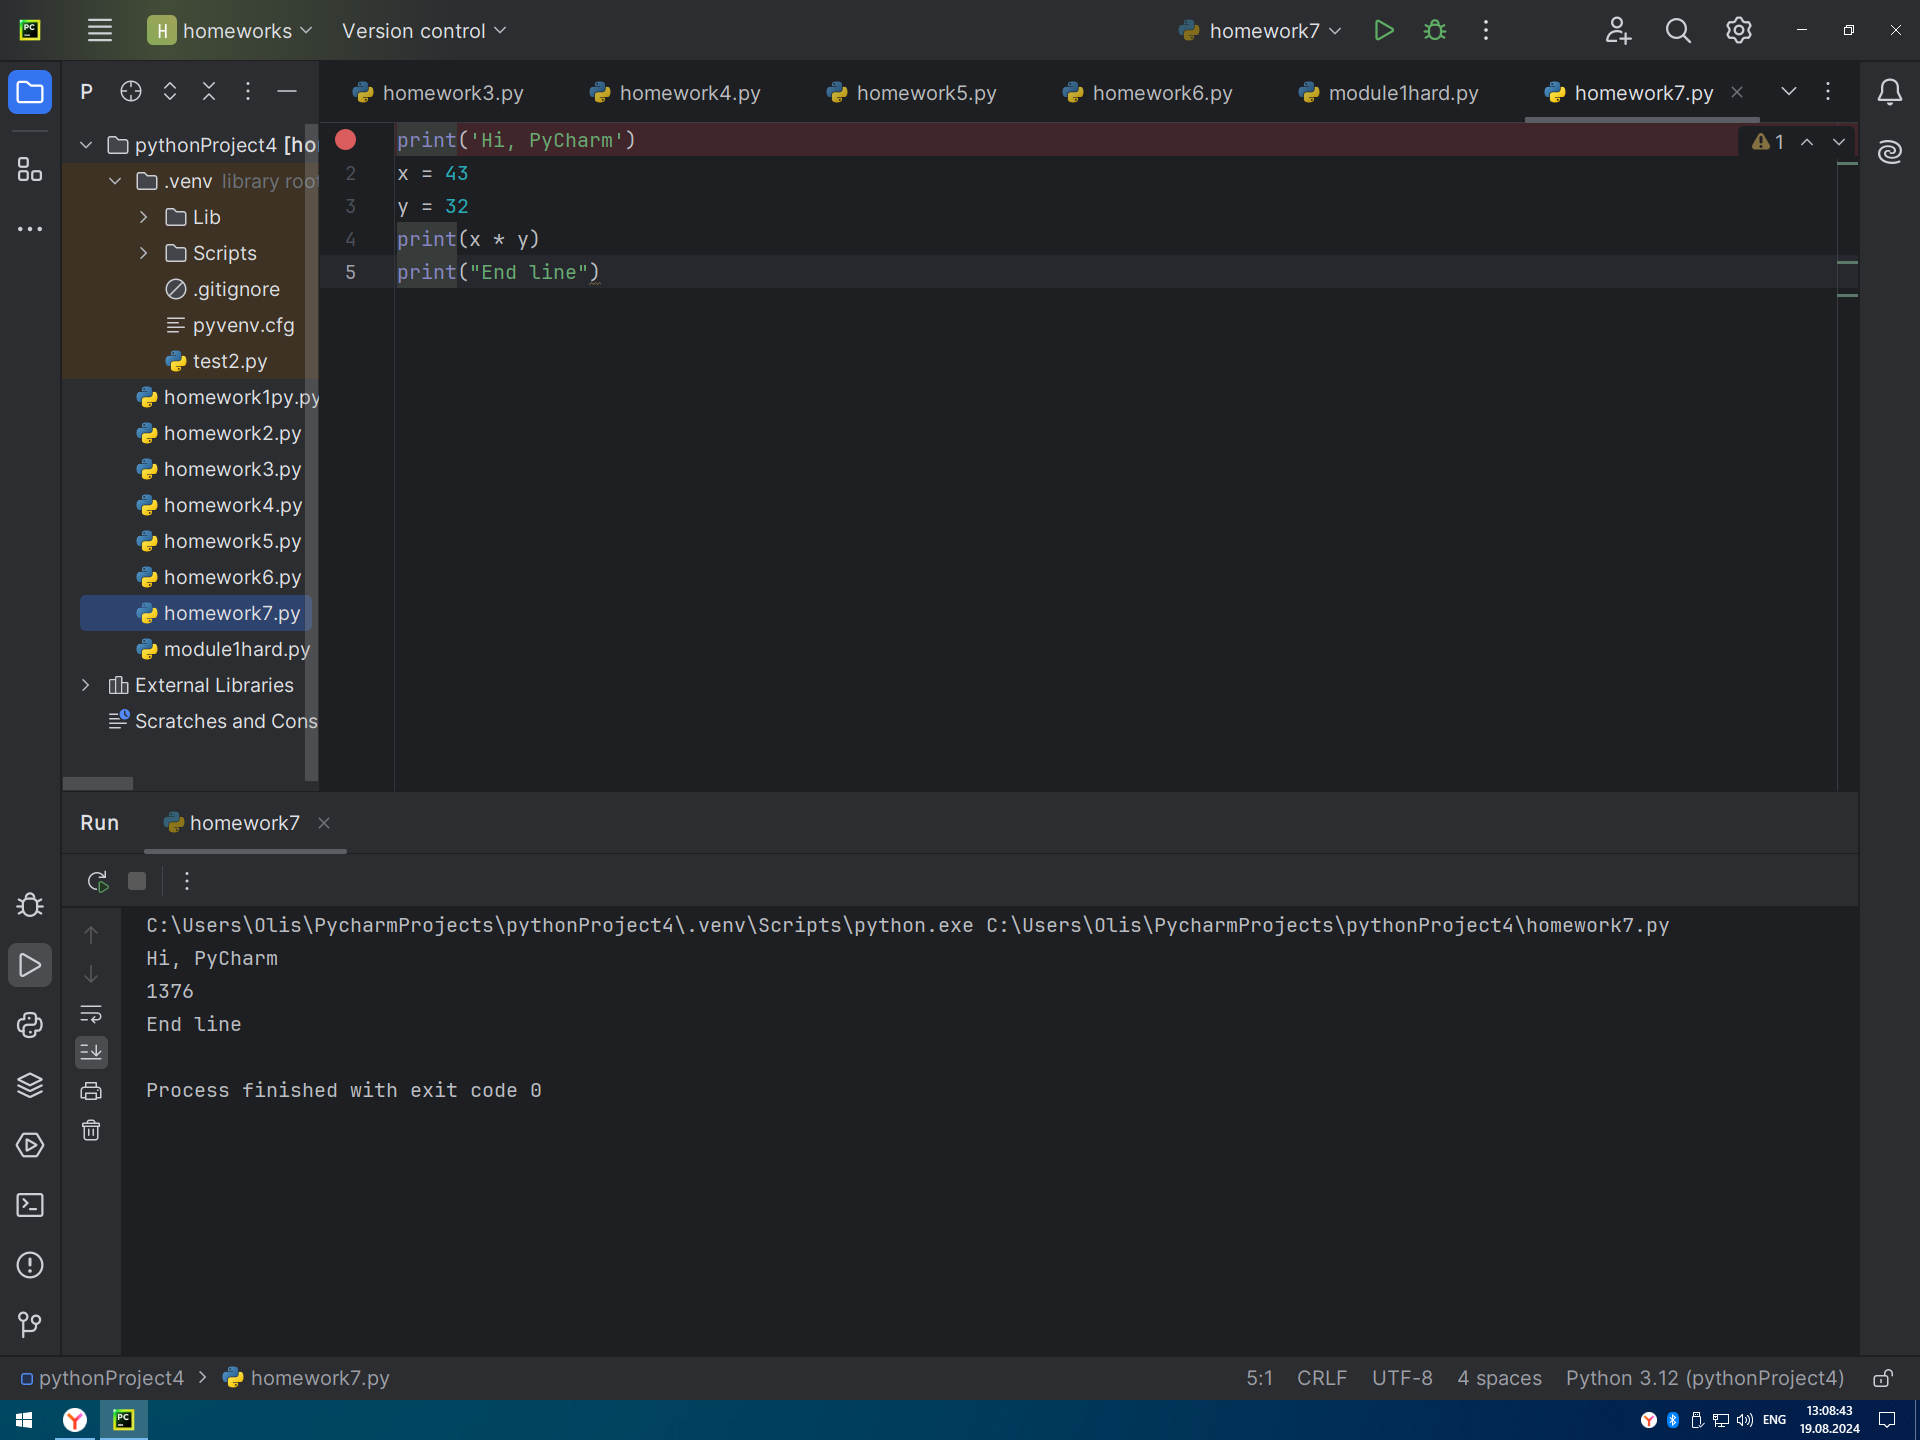 PC
H
homeworks
Version control
homework7
P
homework3.py
homework4.py
homework5.py
homework6.py
module1hard.py
homework7.py
pythonProject4 [ho
.venv library root
Lib
Scripts
.gitignore
pyvenv.cfg
test2.py
homework1py.py
homework2.py
homework3.py
homework4.py
homework5.py
homework6.py
homework7.py
module1hard.py
External Libraries
Scratches and Cons
print('Hi, PyCharm')
1
2 x = 43
3 y = 32
4 print(x * y)
5 print("End line")
Run
homework7
C:\Users\Olis\PycharmProjects\pythonProject4\.venv\Scripts\python.exe C:\Users\Olis\PycharmProjects\pythonProject4\homework7.py
Hi, PyCharm
1376
End line
Process finished with exit code 0
pythonProject4 > homework7.py
5:1 CRLF UTF-8 4 spaces Python 3.12 (pythonProject4)
Y
PC
Y
ENG
13:08:43
19.08.2024